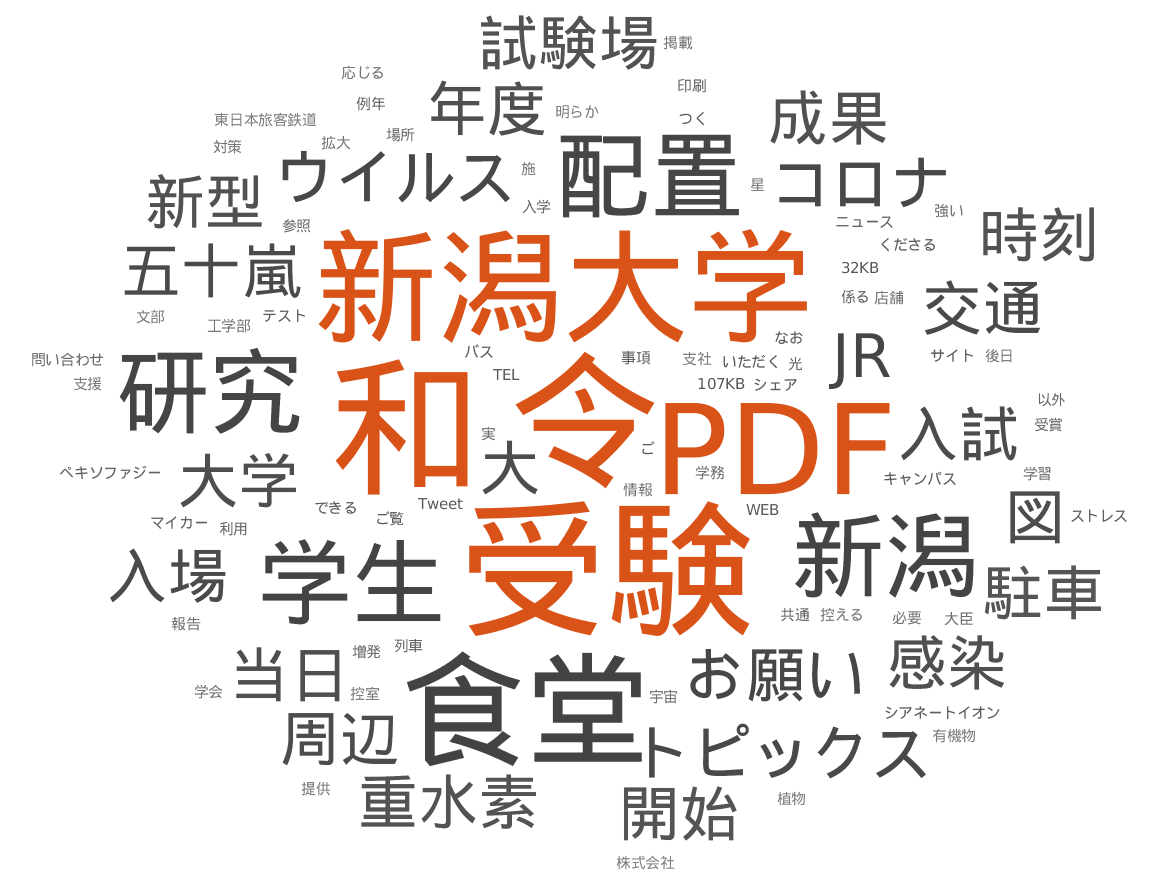 試験場
掲載
応じる
印刷
例年
年度
明らか
成果
東日本旅客鉄道
つく
対策
拡大
場所
配置
ウイルス
施
星
コロナ
新型
入学
強い
参照
ニュース
時刻
五十嵐
新潟大学
くださる
32KB
文部
工学部
テスト
係る
店舗
交通
なお
JR
問い合わせ
バス
事項
支社
いただく
光
サイト
後日
支援
研究
TEL
107KB
シェア
和
令
PDF
以外
入試
受賞
実
ご
ペキソファジー
大学
大
学務
キャンパス
学習
情報
できる
Tweet
WEB
マイカー
利用
ご覧
図
ストレス
入場
学生
受験
新潟
駐車
報告
共通
控える
必要
大臣
増発
列車
当日
お願い
感染
学会
控室
食堂
宇宙
シアネートイオン
周辺
トピックス
有機物
提供
重水素
開始
植物
株式会社